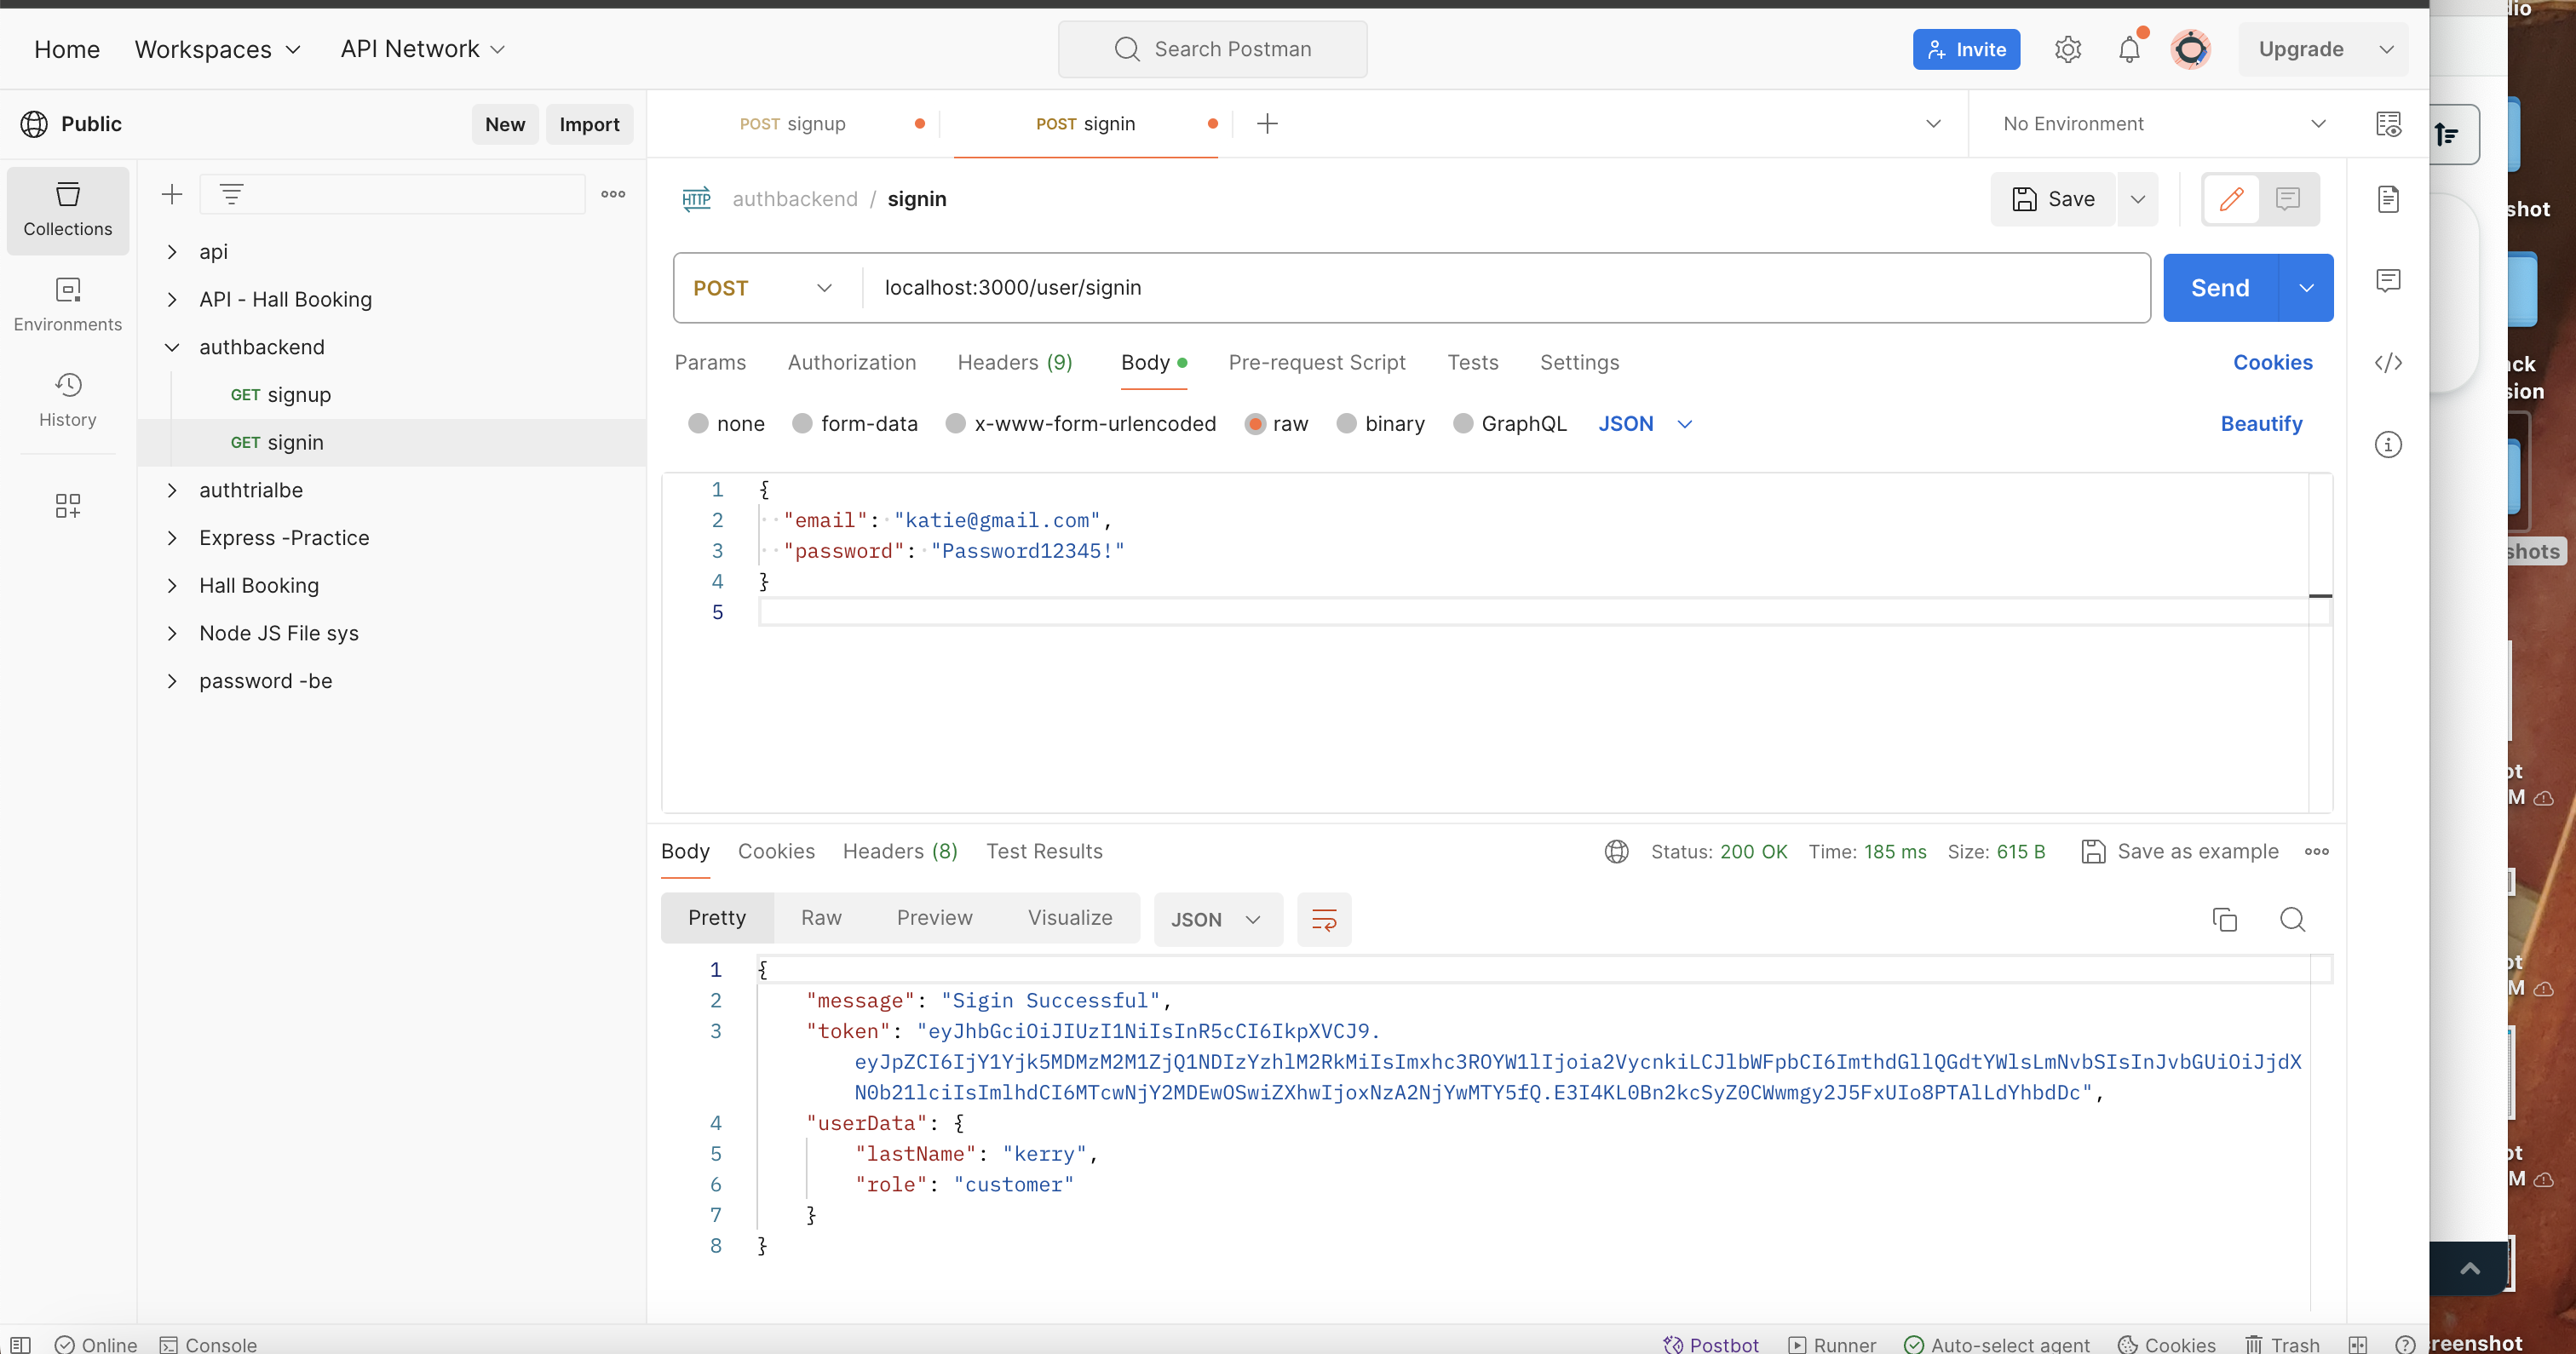 Home Workspaces API Network Search Postman Invite Upgrade
Public New Import POST signup POST signin No Environment
Collections
Environments
History
api
API - Hall Booking
authbackend
GET signup
GET signin
authtrialbe
Express -Practice
Hall Booking
Node JS File sys
password -be
HTTP authbackend / signin Save
POST localhost:3000/user/signin Send
Params Authorization Headers (9) Body Pre-request Script Tests Settings Cookies
none form-data x-www-form-urlencoded raw binary GraphQL JSON Beautify
1 {
2 "email": "katie@gmail.com",
3 "password": "Password12345!"
4 }
5
Body Cookies Headers (8) Test Results Status: 200 OK Time: 185 ms Size: 615 B Save as example
Pretty Raw Preview Visualize JSON
1 {
2 "message": "Sigin Successful",
3 "token": "eyJhbGciOiJIUzI1NiIsInR5cCI6IkpXVCJ9.
eyJpZCI6IjY1Yjk5MDMzM2M1ZjQ1NDIzYzhlM2RkMiIsImxhc3ROYW1lIjoia2VycnkiLCJlbWFpbCI6ImthdGllQGdtYWlsLmNvbSIsInJvbGUiOiJjdX
N0b21lciIsImlhdCI6MTcwNjY2MDEwOSwiZXhwIjoxNzA2NjYwMTY5fQ.E3I4KL0Bn2kcSyZ0CWwmgy2J5FxUIo8PTAlLdYhbdDc",
4 "userData": {
5 "lastName": "kerry",
6 "role": "customer"
7 }
8 }
Online Console Postbot Runner Auto-select agent Cookies Trash
dio
shot
ck
sion
shots
ot
M
ot
M
ot
M
reenshot